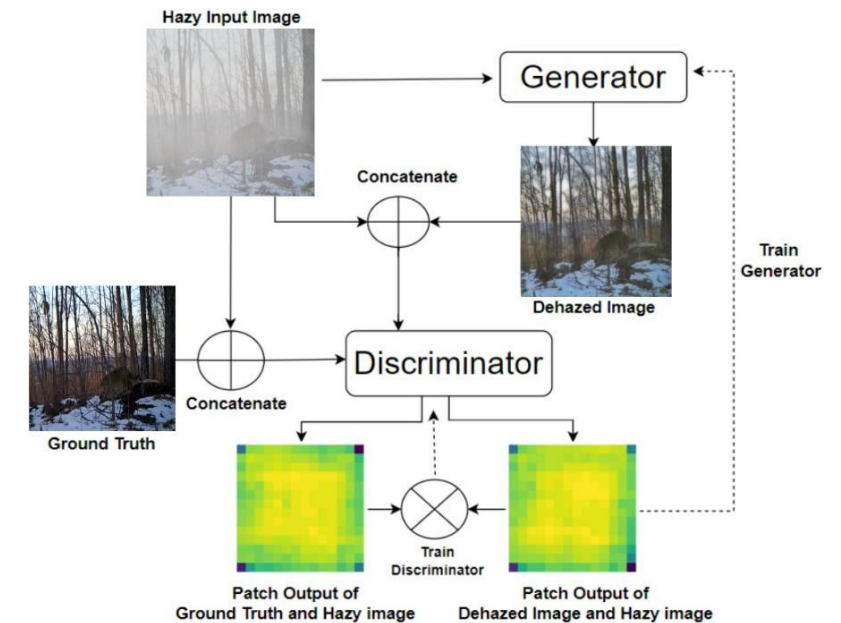 Hazy Input Image
Generator
Concatenate
Train
Generator
Dehazed Image
Discriminator
Concatenate
Ground Truth
Train
Discriminator
Patch Output of
Ground Truth and Hazy image
Patch Output of
Dehazed Image and Hazy image